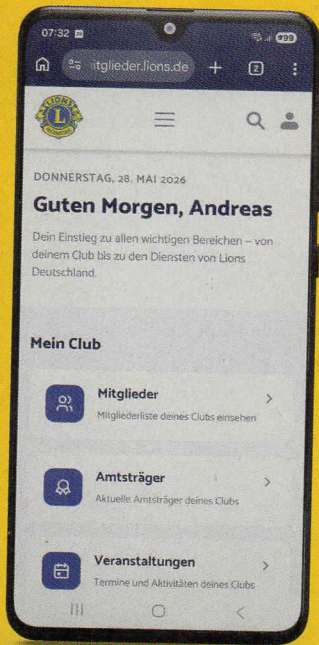 07:32
99
itglieder.lions.de
2
LIONS
L
DONNERSTAG, 28. MAI 2026
Guten Morgen, Andreas
Dein Einstieg zu allen wichtigen Bereichen – von
deinem Club bis zu den Diensten von Lions
Deutschland.
Mein Club
Mitglieder
Mitgliederliste deines Clubs einsehen
Amtsträger
Aktuelle Amtsträger deines Clubs
Veranstaltungen
Termine und Aktivitäten deines Clubs